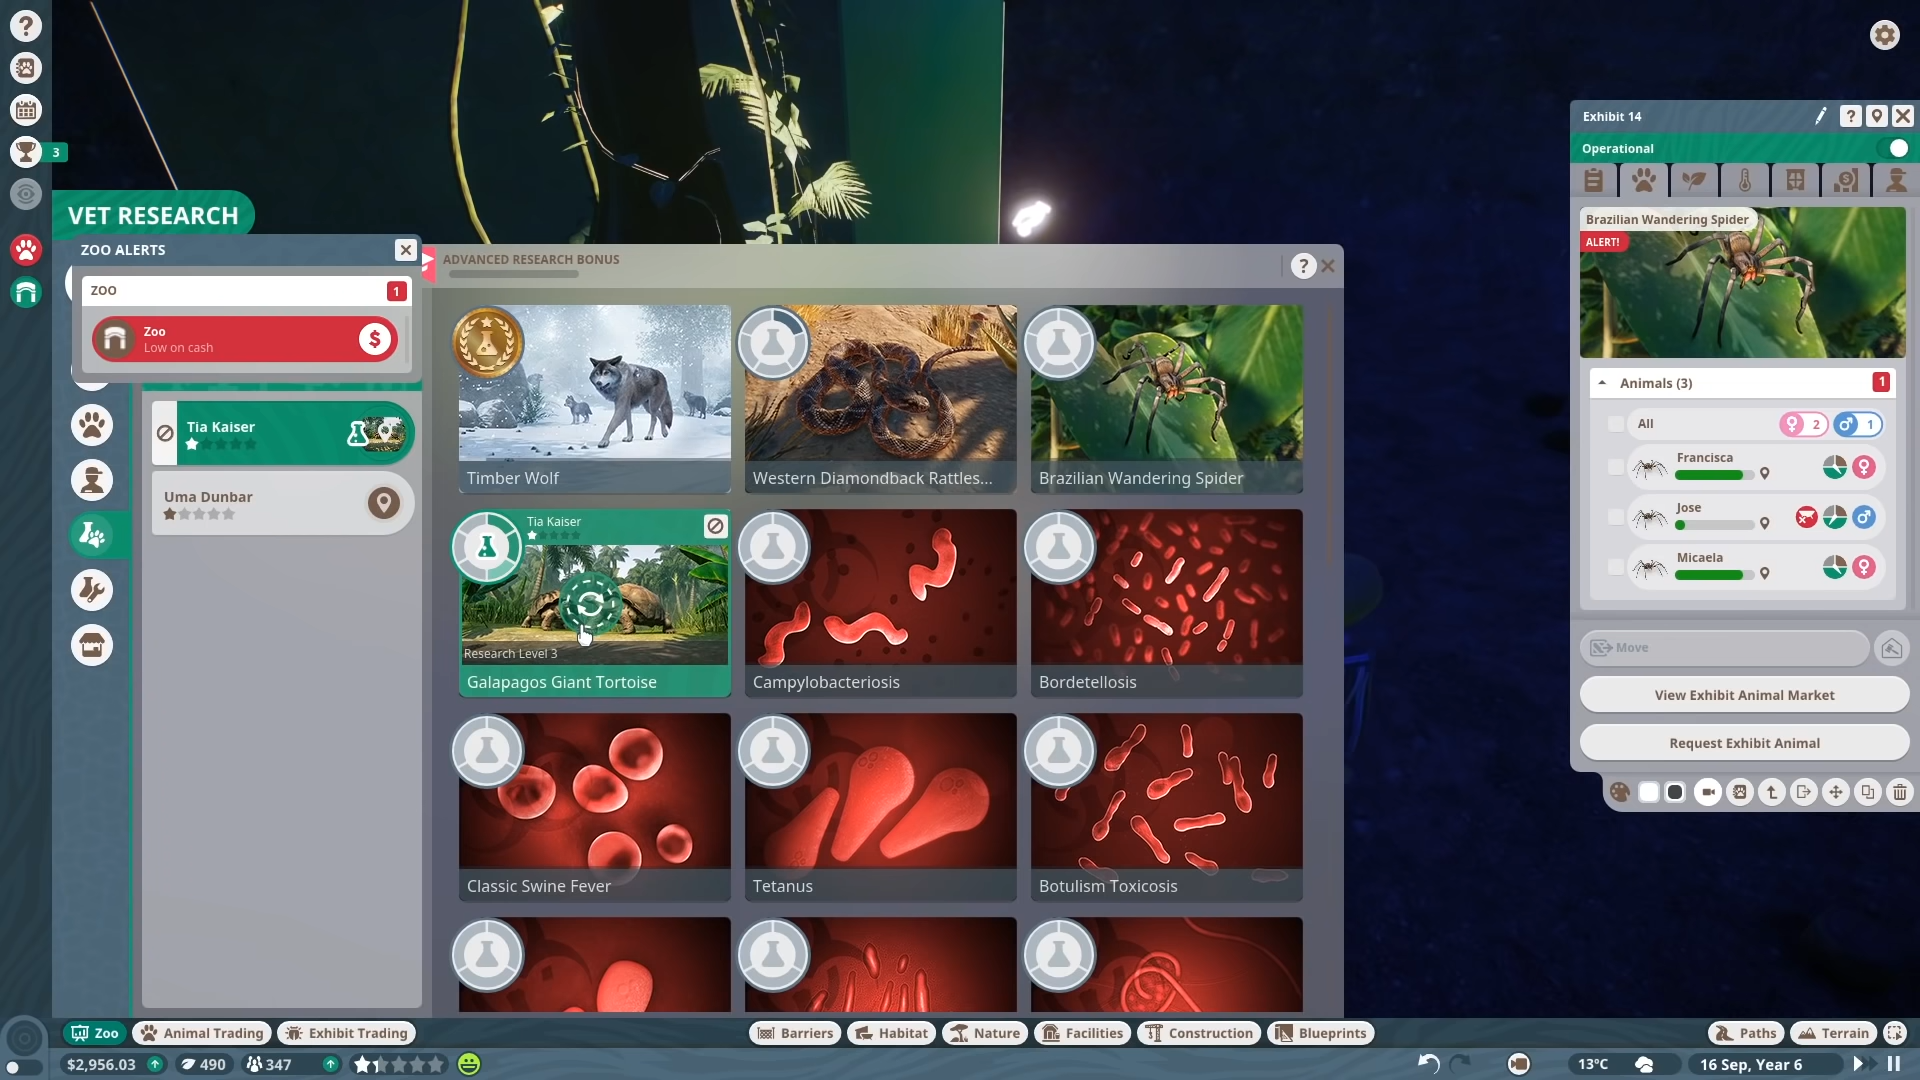 3
VET RESEARCH
ZOO ALERTS
ZOO
1
Zoo
Low on cash
$
Tia Kaiser
Uma Dunbar
ADVANCED RESEARCH BONUS
?
Timber Wolf
Western Diamondback Rattles...
Brazilian Wandering Spider
Tia Kaiser
Research Level 3
Galapagos Giant Tortoise
Campylobacteriosis
Bordetellosis
Classic Swine Fever
Tetanus
Botulism Toxicosis
Exhibit 14
?
Operational
Brazilian Wandering Spider
ALERT!
Animals (3)
1
All
2
1
Francisca
Jose
Micaela
Move
View Exhibit Animal Market
Request Exhibit Animal
Zoo
Animal Trading
Exhibit Trading
Barriers
Habitat
Nature
Facilities
Construction
Blueprints
Paths
Terrain
$2,956.03
490
347
13°C
16 Sep, Year 6